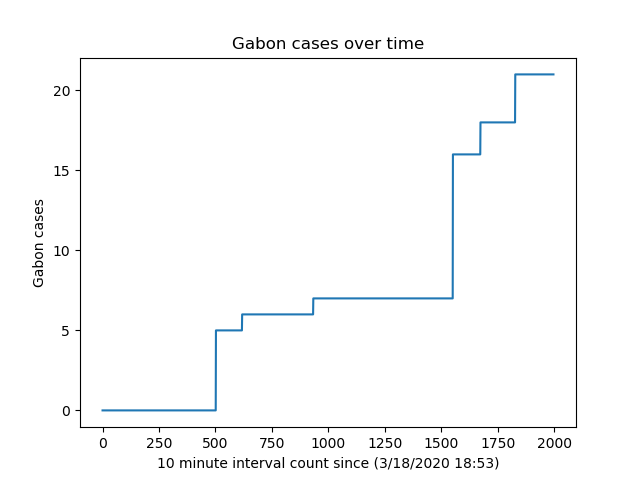 Gabon cases over time
Gabon cases
20
15
10
5
0
0 250 500 750 1000 1250 1500 1750 2000
10 minute interval count since (3/18/2020 18:53)